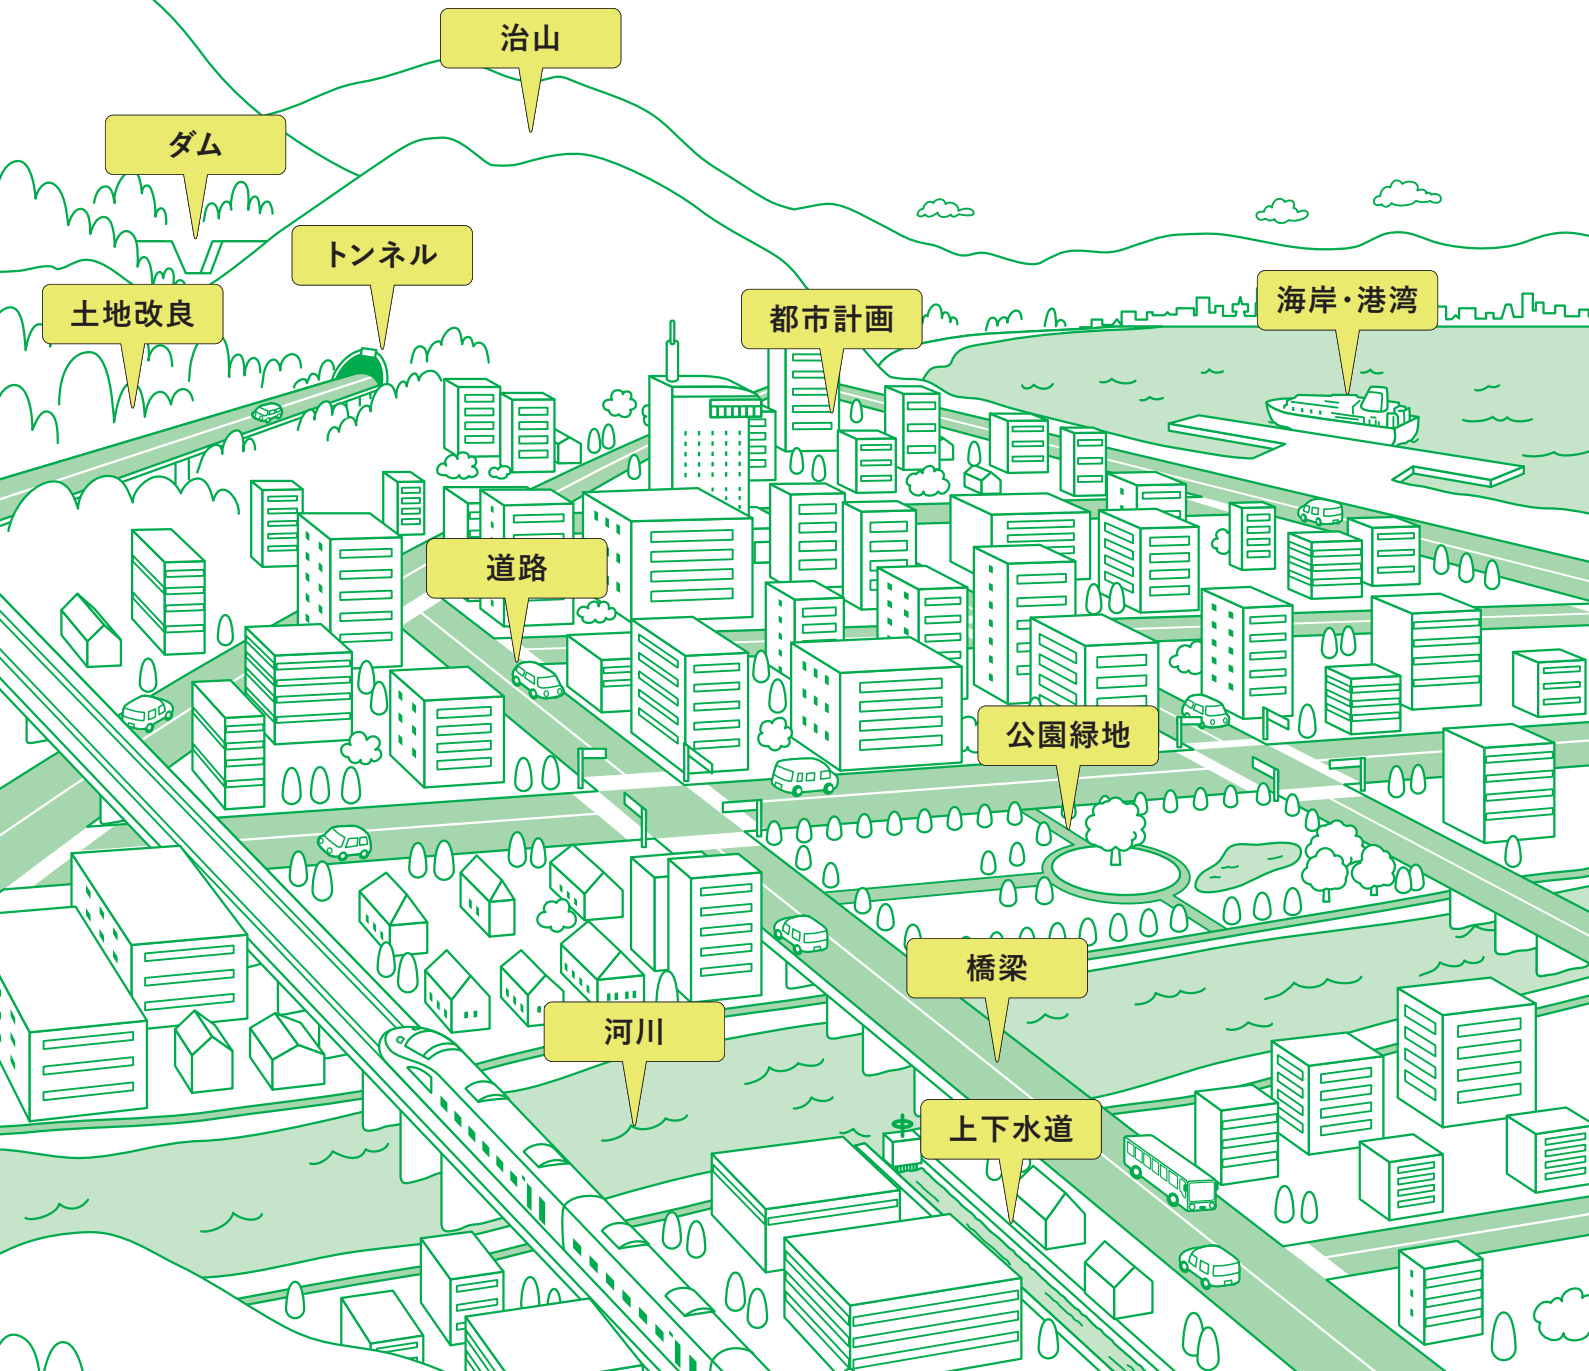 治山
ダム
トンネル
土地改良
都市計画
海岸・港湾
道路
公園緑地
橋梁
河川
上下水道